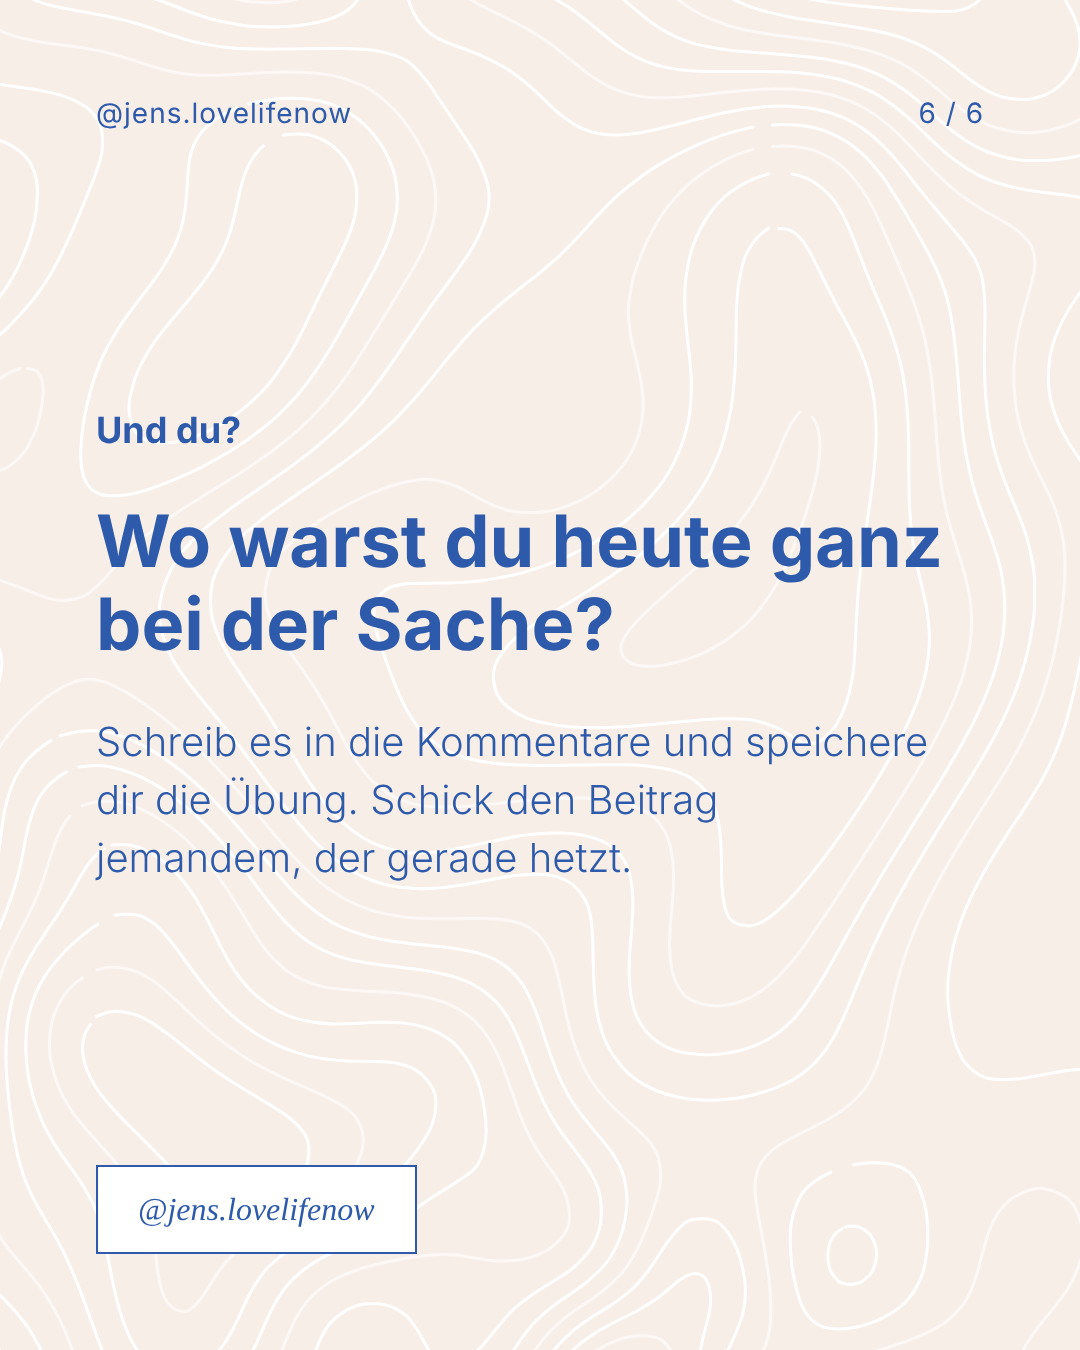 @jens.lovelifenow
6 / 6
Und du?
Wo warst du heute ganz
bei der Sache?
Schreib es in die Kommentare und speichere
dir die Übung. Schick den Beitrag
jemandem, der gerade hetzt.
@jens.lovelifenow